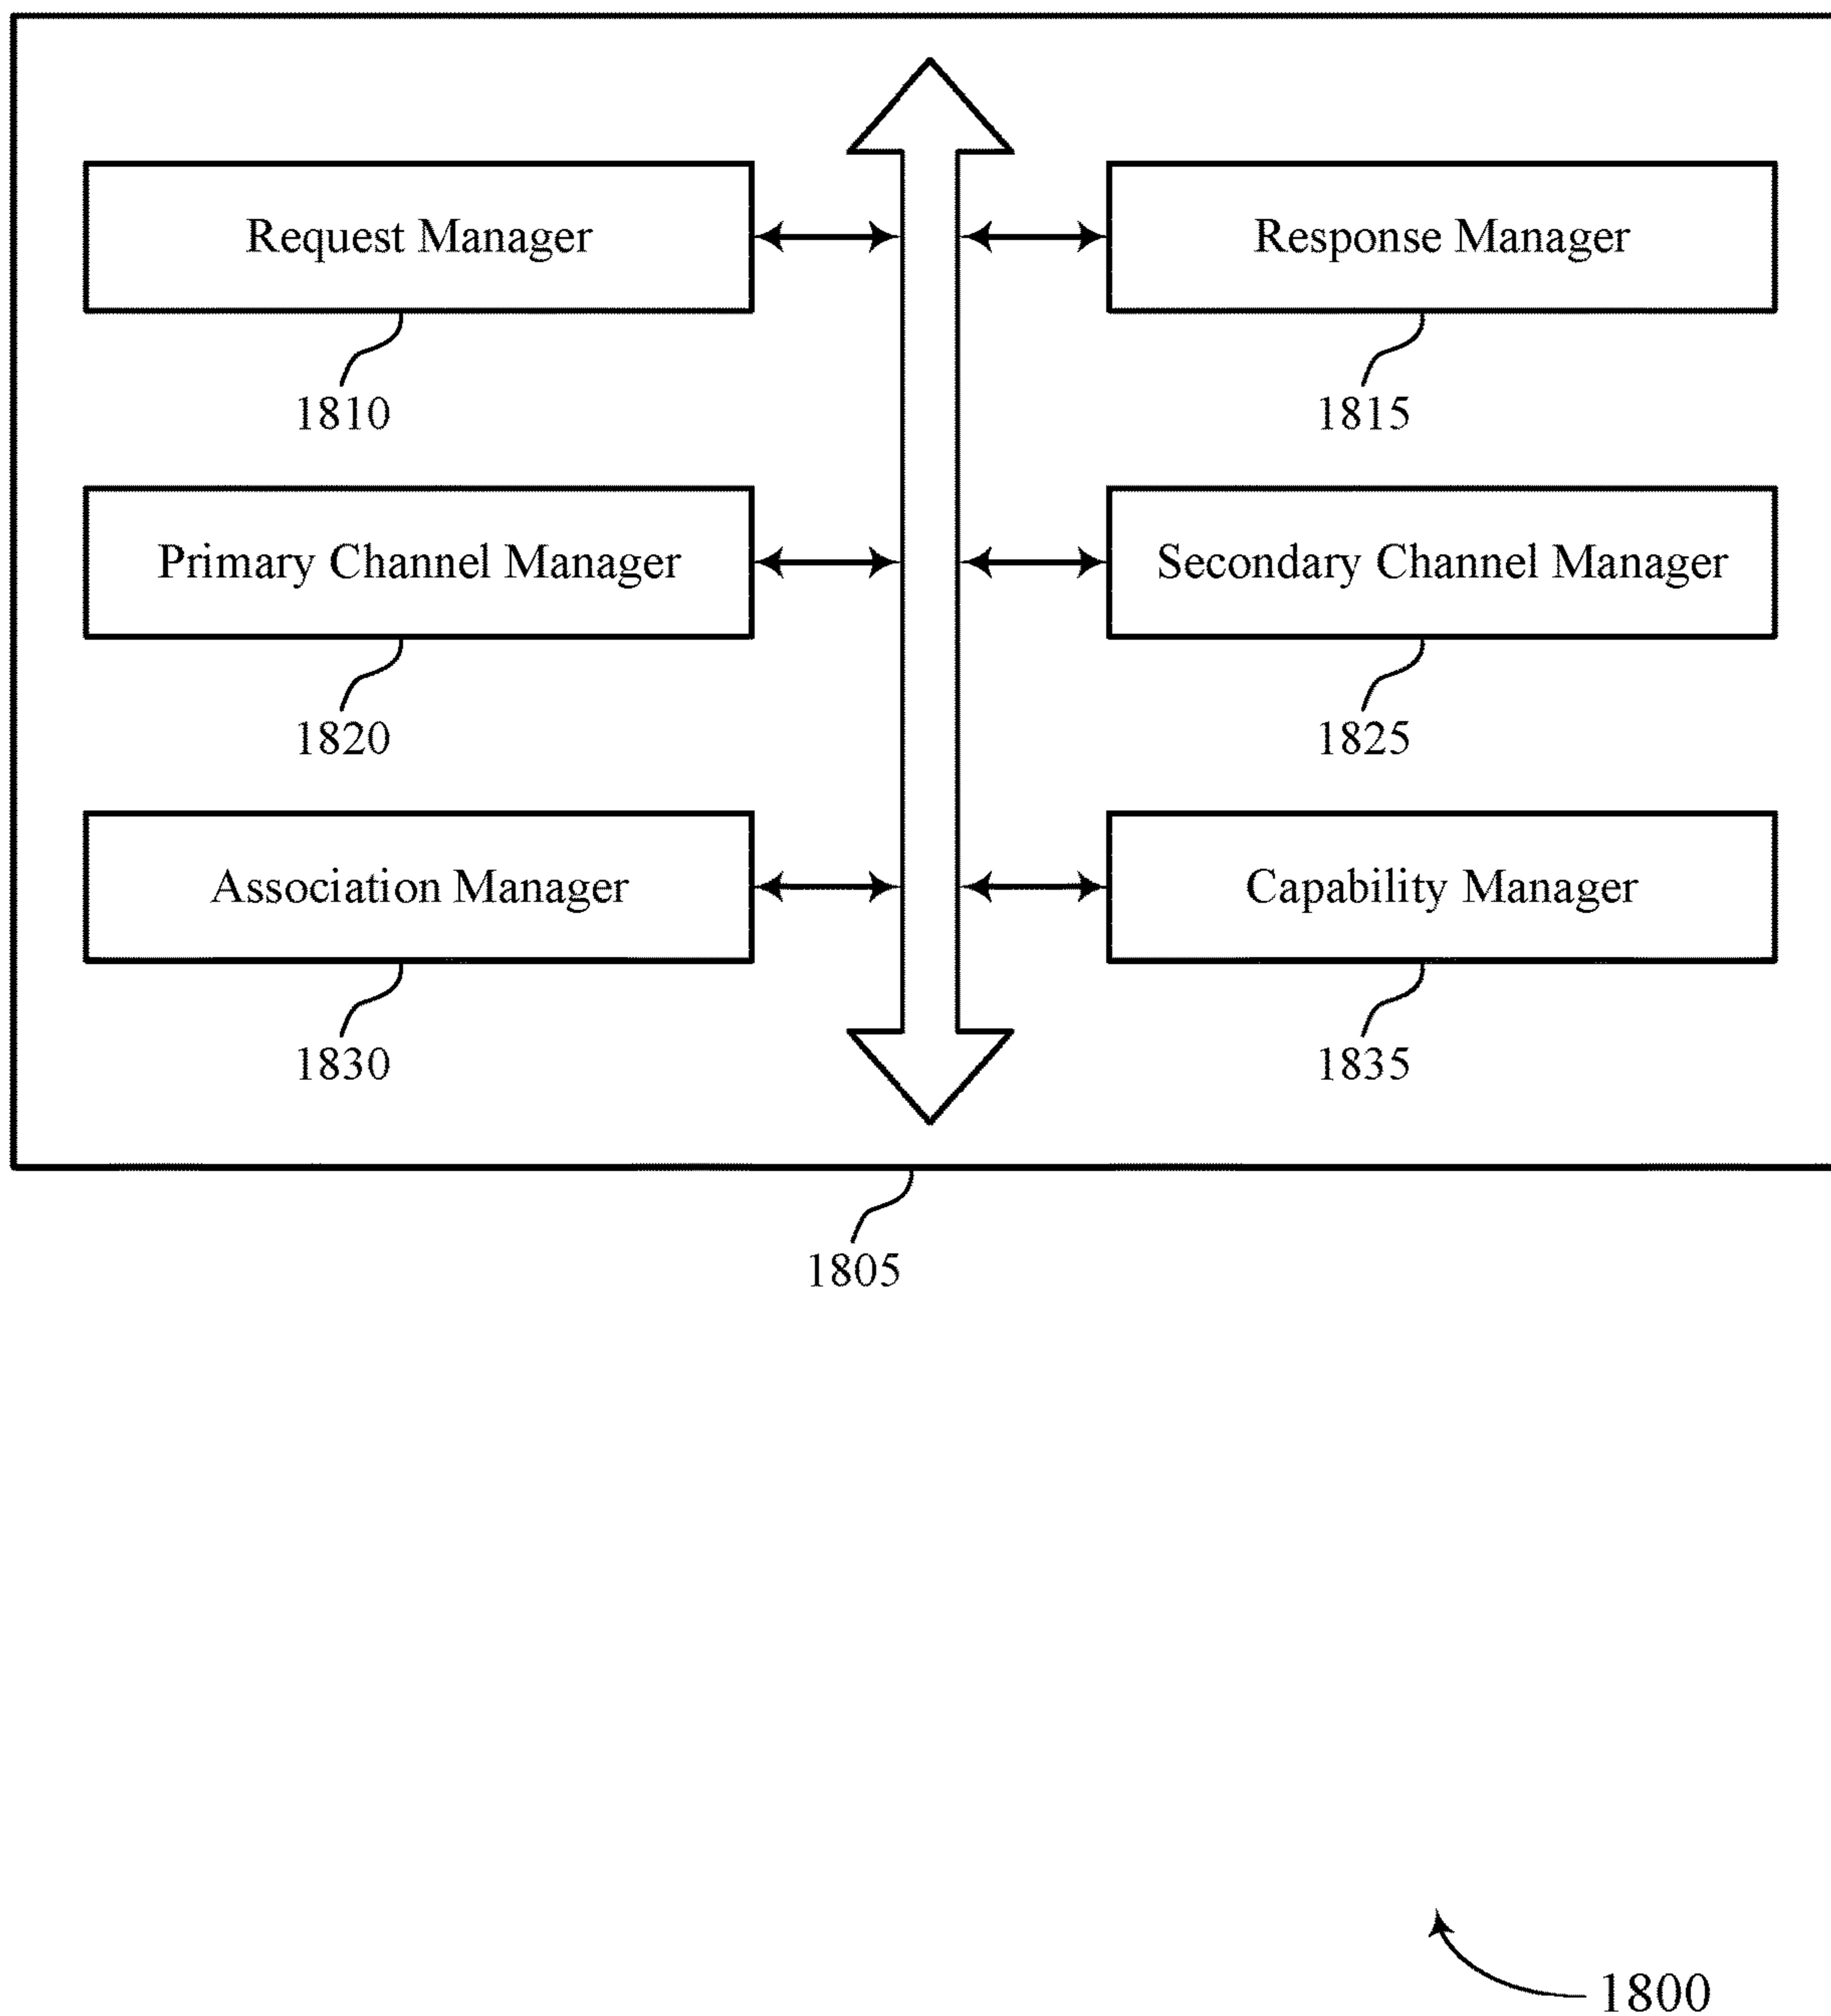 Request Manager
Response Manager
1810
1815
Primary Channel Manager
Secondary Channel Manager
1820
1825
Association Manager
Capability Manager
1830
1835
1805
1800